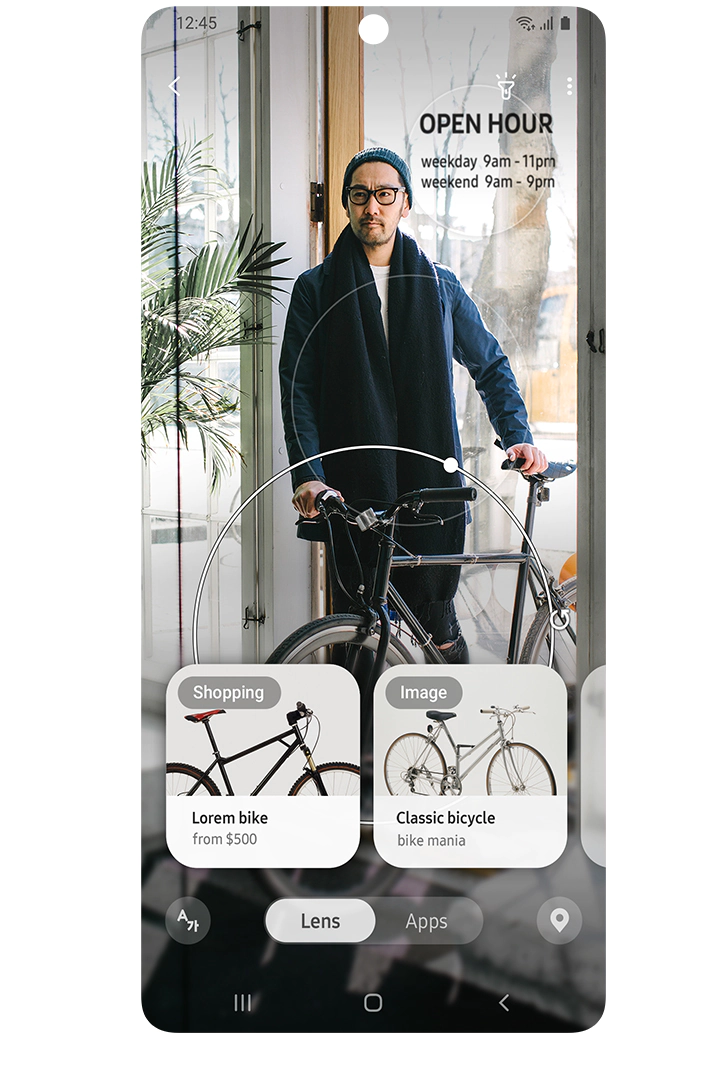 12:45
OPEN HOUR
weekday 9am - 11pm
weekend 9am - 9pm
Shopping
Image
Lorem bike
from $500
Classic bicycle
bike mania
A가
Lens
Apps